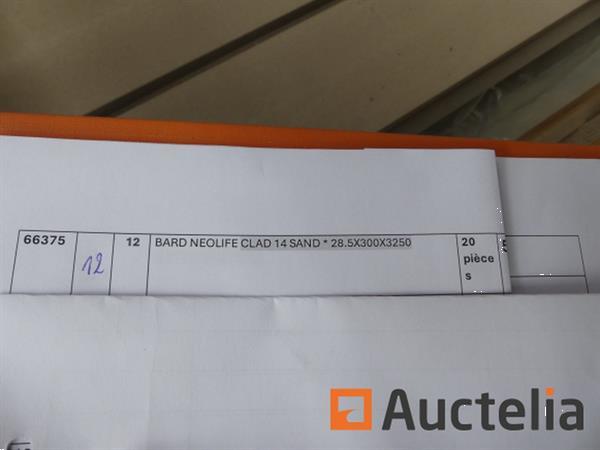 66375 12 12 BARD NEOLIFE CLAD 14 SAND * 28.5X300X3250 20
pièce
s
Auctelia